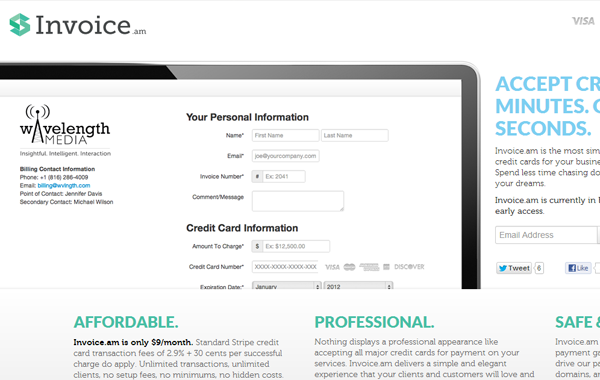 Invoice.am
VISA
wavelength
MEDIA
Insightful. Intelligent. Interaction
Billing Contact Information
Phone: +1 (816) 286-4009
Email: billing@wvlngth.com
Point of Contact: Jennifer Davis
Secondary Contact: Michael Wilson
Your Personal Information
Name* First Name Last Name
Email* joe@yourcompany.com
Invoice Number* # Ex: 2041
Comment/Message
Credit Card Information
Amount To Charge* $ Ex: $12,500.00
Credit Card Number* XXXX-XXXX-XXXX-XXX VISA DISCOVER
Expiration Date:* January 2012
ACCEPT CR
MINUTES. G
SECONDS.
Invoice.am is the most sim
credit cards for your busine
Spend less time chasing do
your dreams.
Invoice.am is currently in
early access.
Email Address
Tweet 6
Like
AFFORDABLE.
Invoice.am is only $9/month. Standard Stripe credit
card transaction fees of 2.9% + 30 cents per successful
charge do apply. Unlimited transactions, unlimited
clients, no setup fees, no minimums, no hidden costs.
PROFESSIONAL.
Nothing displays a professional appearance like
accepting all major credit cards for payment on your
services. Invoice.am delivers a simple and elegant
experience that your clients and customers will love and
SAFE &
Invoice.am
payment ga
drive our pa
domains, an